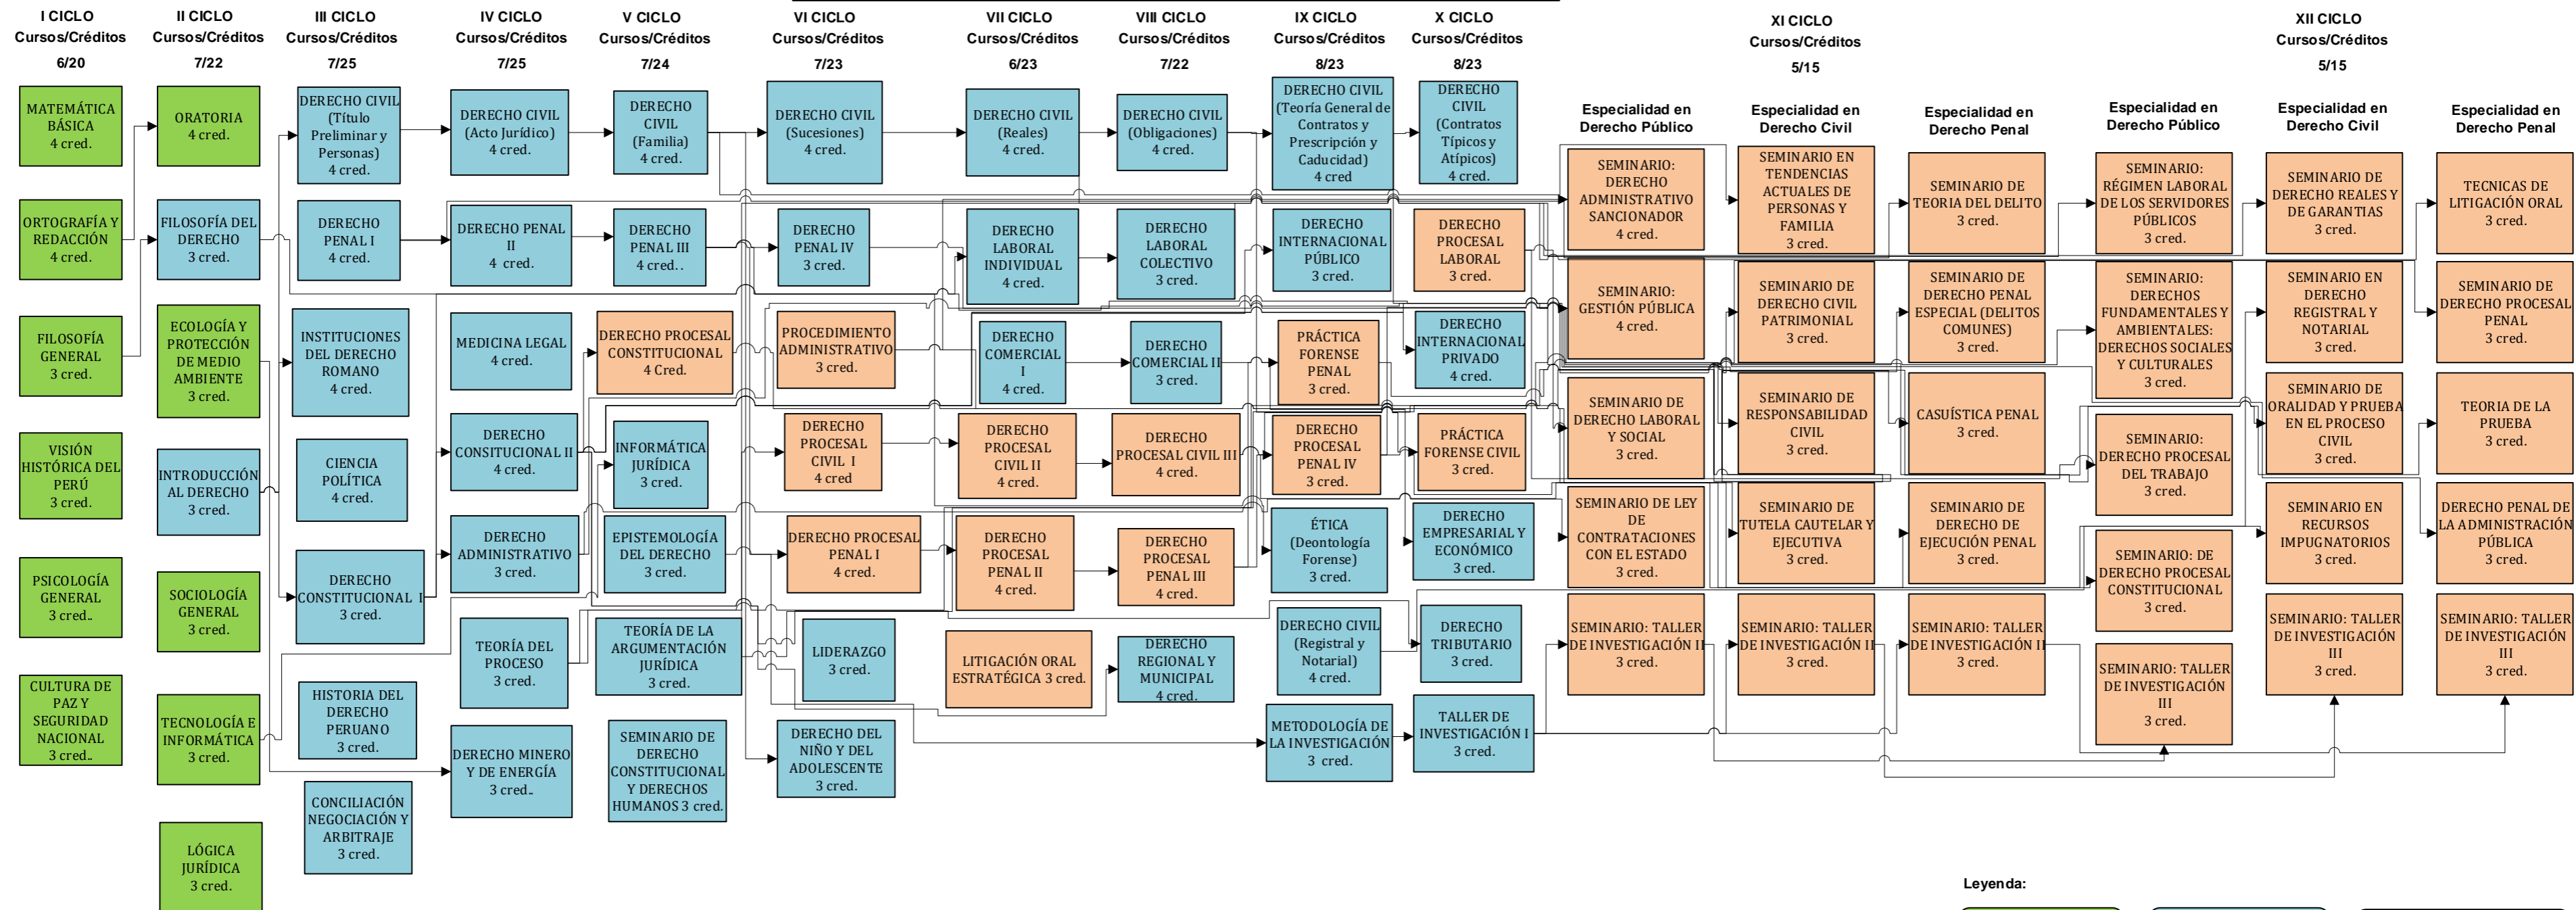 I CICLO
Cursos/Créditos
6/20
MATEMÁTICA
BÁSICA
4 cred.
ORTOGRAFÍA Y
REDACCIÓN
4 cred.
FILOSOFÍA
GENERAL
3 cred.
VISIÓN
HISTÓRICA DEL
PERÚ
3 cred.
PSICOLOGÍA
GENERAL
3 cred..
CULTURA DE
PAZ Y
SEGURIDAD
NACIONAL
3 cred..
II CICLO
Cursos/Créditos
7/22
ORATORIA
4 cred.
FILOSOFÍA DEL
DERECHO
3 cred.
ECOLOGÍA Y
PROTECCIÓN
DE MEDIO
AMBIENTE
3 cred.
INTRODUCCIÓN
AL DERECHO
3 cred.
SOCIOLOGÍA
GENERAL
3 cred.
TECNOLOGÍA E
INFORMÁTICA
3 cred.
LÓGICA
JURÍDICA
3 cred.
III CICLO
Cursos/Créditos
7/25
DERECHO CIVIL
(Título
Preliminar y
Personas)
4 cred.
DERECHO
PENAL I
4 cred.
INSTITUCIONES
DEL DERECHO
ROMANO
4 cred.
CIENCIA
POLÍTICA
4 cred.
DERECHO
CONSTITUCIONAL I
3 cred.
HISTORIA DEL
DERECHO
PERUANO
3 cred.
CONCILIACIÓN
NEGOCIACIÓN Y
ARBITRAJE
3 cred.
IV CICLO
Cursos/Créditos
7/25
DERECHO CIVIL
(Acto Jurídico)
4 cred.
DERECHO PENAL
II
4 cred.
MEDICINA LEGAL
4 cred.
DERECHO
CONSITUCIONAL II
4 cred.
DERECHO
ADMINISTRATIVO
3 cred.
TEORÍA DEL
PROCESO
3 cred.
DERECHO MINERO
Y DE ENERGÍA
3 cred..
V CICLO
Cursos/Créditos
7/24
DERECHO
CIVIL
(Familia)
4 cred.
DERECHO
PENAL III
4 cred. .
DERECHO PROCESAL
CONSTITUCIONAL
4 Cred.
INFORMÁTICA
JURÍDICA
3 cred.
EPISTEMOLOGÍA
DEL DERECHO
3 cred.
TEORÍA DE LA
ARGUMENTACIÓN
JURÍDICA
3 cred.
SEMINARIO DE
DERECHO
CONSTITUCIONAL
Y DERECHOS
HUMANOS 3 cred.
VI CICLO
Cursos/Créditos
7/23
DERECHO CIVIL
(Sucesiones)
4 cred.
DERECHO
PENAL IV
3 cred.
PROCEDIMIENTO
ADMINISTRATIVO
3 cred.
DERECHO
PROCESAL
CIVIL I
4 cred
DERECHO PROCESAL
PENAL I
4 cred.
LIDERAZGO
3 cred.
DERECHO DEL
NIÑO Y DEL
ADOLESCENTE
3 cred.
VII CICLO
Cursos/Créditos
6/23
DERECHO CIVIL
(Reales)
4 cred.
DERECHO
LABORAL
INDIVIDUAL
4 cred.
DERECHO
COMERCIAL
I
4 cred.
DERECHO
PROCESAL
CIVIL II
4 cred.
DERECHO
PROCESAL
PENAL II
4 cred.
LITIGACIÓN ORAL
ESTRATÉGICA 3 cred.
VIII CICLO
Cursos/Créditos
7/22
DERECHO CIVIL
(Obligaciones)
4 cred.
DERECHO
LABORAL
COLECTIVO
3 cred.
DERECHO
COMERCIAL II
3 cred.
DERECHO
PROCESAL CIVIL III
4 cred.
DERECHO
PROCESAL
PENAL III
4 cred.
DERECHO
REGIONAL Y
MUNICIPAL
4 cred.
IX CICLO
Cursos/Créditos
8/23
DERECHO CIVIL
(Teoría General de
Contratos y
Prescripción y
Caducidad)
4 cred
DERECHO
INTERNACIONAL
PÚBLICO
3 cred.
PRÁCTICA
FORENSE
PENAL
3 cred.
DERECHO
PROCESAL
PENAL IV
3 cred.
ÉTICA
(Deontología
Forense)
3 cred.
DERECHO CIVIL
(Registral y
Notarial)
4 cred.
METODOLOGÍA DE
LA INVESTIGACIÓN
3 cred.
X CICLO
Cursos/Créditos
8/23
DERECHO
CIVIL
(Contratos
Típicos y
Atípicos)
4 cred.
DERECHO
PROCESAL
LABORAL
3 cred.
DERECHO
INTERNACIONAL
PRIVADO
4 cred.
PRÁCTICA
FORENSE CIVIL
3 cred.
DERECHO
EMPRESARIAL Y
ECONÓMICO
3 cred.
DERECHO
TRIBUTARIO
3 cred.
TALLER DE
INVESTIGACIÓN I
3 cred.
XI CICLO
Cursos/Créditos
5/15
Especialidad en
Derecho Público
SEMINARIO:
DERECHO
ADMINISTRATIVO
SANCIONADOR
4 cred.
SEMINARIO:
GESTIÓN PÚBLICA
4 cred.
SEMINARIO DE
DERECHO LABORAL
Y SOCIAL
3 cred.
SEMINARIO DE LEY
DE
CONTRATACIONES
CON EL ESTADO
3 cred.
SEMINARIO: TALLER
DE INVESTIGACIÓN II
3 cred.
Especialidad en
Derecho Civil
SEMINARIO EN
TENDENCIAS
ACTUALES DE
PERSONAS Y
FAMILIA
3 cred.
SEMINARIO DE
DERECHO CIVIL
PATRIMONIAL
3 cred.
SEMINARIO DE
RESPONSABILIDAD
CIVIL
3 cred.
SEMINARIO DE
TUTELA CAUTELAR Y
EJECUTIVA
3 cred.
SEMINARIO: TALLER
DE INVESTIGACIÓN II
3 cred.
Especialidad en
Derecho Penal
SEMINARIO DE
TEORIA DEL DELITO
3 cred.
SEMINARIO DE
DERECHO PENAL
ESPECIAL (DELITOS
COMUNES)
3 cred.
CASUÍSTICA PENAL
3 cred.
SEMINARIO DE
DERECHO DE
EJECUCIÓN PENAL
3 cred.
SEMINARIO: TALLER
DE INVESTIGACIÓN II
3 cred.
XII CICLO
Cursos/Créditos
5/15
Especialidad en
Derecho Público
SEMINARIO:
RÉGIMEN LABORAL
DE LOS SERVIDORES
PÚBLICOS
3 cred.
SEMINARIO:
DERECHOS
FUNDAMENTALES Y
AMBIENTALES:
DERECHOS SOCIALES
Y CULTURALES
3 cred.
SEMINARIO:
DERECHO PROCESAL
DEL TRABAJO
3 cred.
SEMINARIO: DE
DERECHO PROCESAL
CONSTITUCIONAL
3 cred.
SEMINARIO: TALLER
DE INVESTIGACIÓN
III
3 cred.
Especialidad en
Derecho Civil
SEMINARIO DE
DERECHO REALES Y
DE GARANTIAS
3 cred.
SEMINARIO EN
DERECHO
REGISTRAL Y
NOTARIAL
3 cred.
SEMINARIO DE
ORALIDAD Y PRUEBA
EN EL PROCESO
CIVIL
3 cred.
SEMINARIO EN
RECURSOS
IMPUGNATORIOS
3 cred.
SEMINARIO: TALLER
DE INVESTIGACIÓN
III
3 cred.
Especialidad en
Derecho Penal
TECNICAS DE
LITIGACIÓN ORAL
3 cred.
SEMINARIO DE
DERECHO PROCESAL
PENAL
3 cred.
TEORIA DE LA
PRUEBA
3 cred.
DERECHO PENAL DE
LA ADMINISTRACIÓN
PÚBLICA
3 cred.
SEMINARIO: TALLER
DE INVESTIGACIÓN
III
3 cred.
Leyenda: